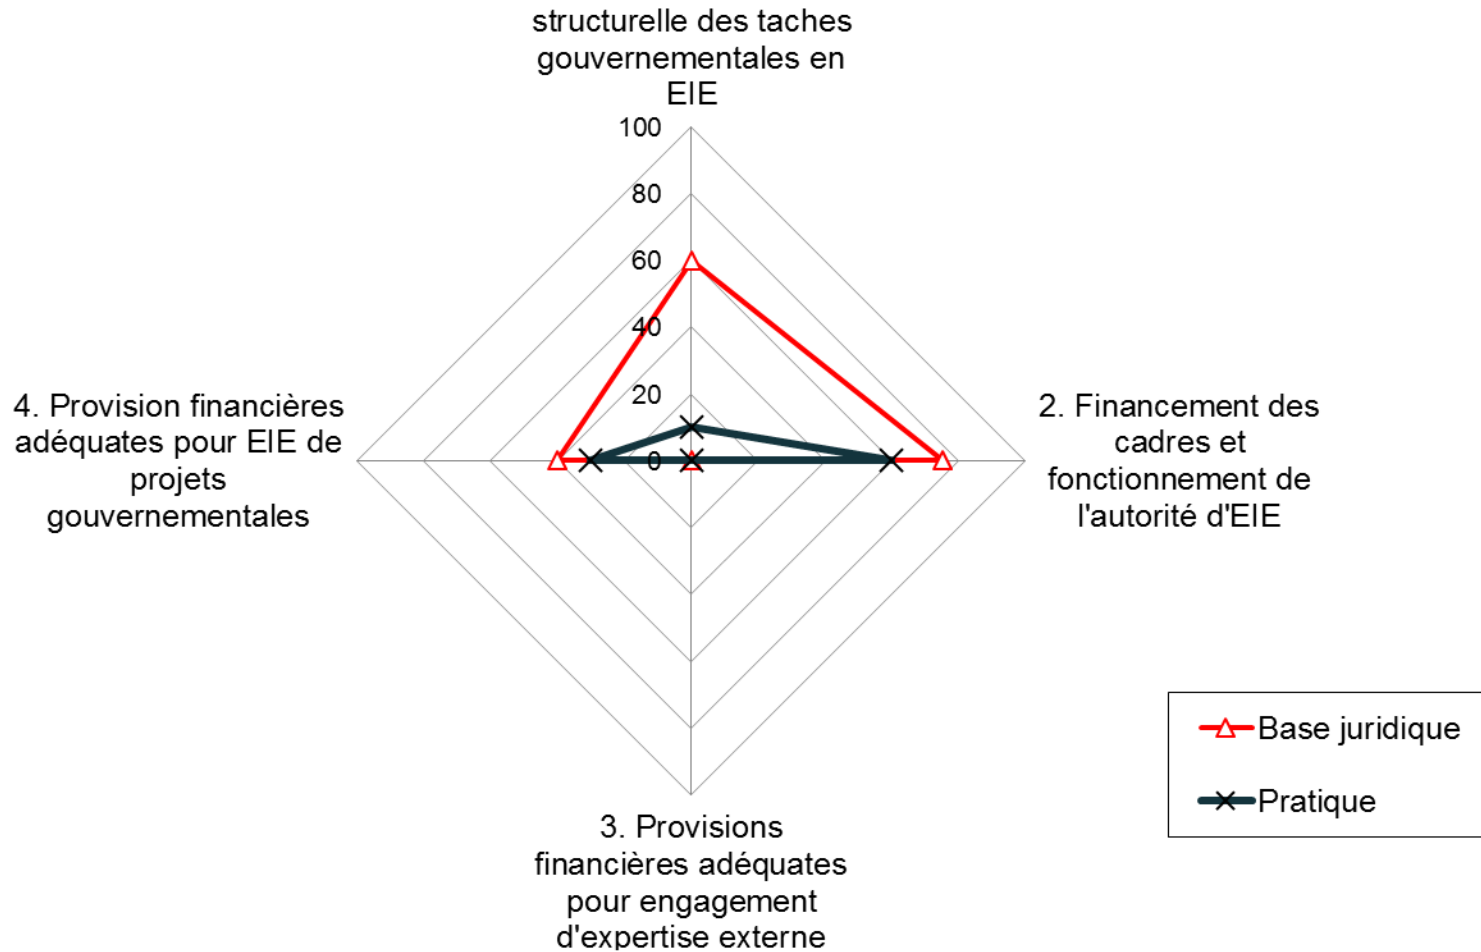 structurelle des taches
gouvernementales en
EIE
100
80
60
40
20
0
4. Provision financières
adéquates pour EIE de
projets
gouvernementales
2. Financement des
cadres et
fonctionnement de
l'autorité d'EIE
3. Provisions
financières adéquates
pour engagement
d'expertise externe
Base juridique
Pratique